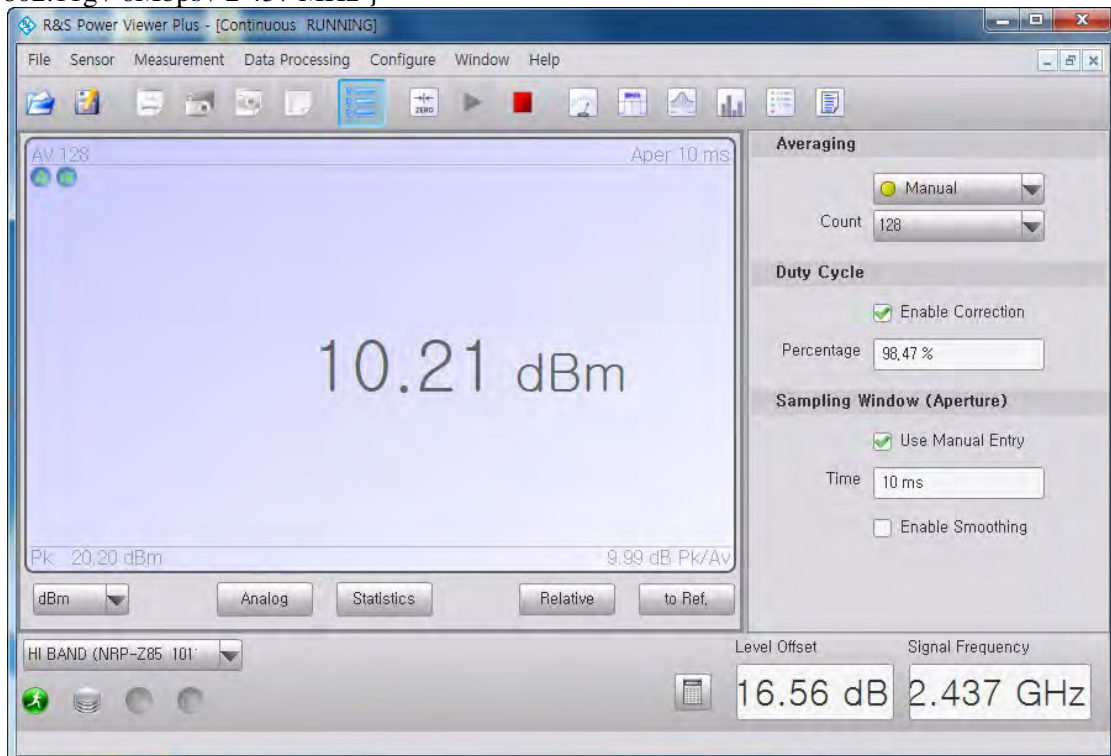 R&S Power Viewer Plus - [Continuous RUNNING]
File Sensor Measurement Data Processing Configure Window Help
ZERO
AV 128 Aper 10 ms
10.21 dBm
Pk 20,20 dBm 9,99 dB Pk/Av
dBm Analog Statistics Relative to Ref,
Averaging
Manual
Count 128
Duty Cycle
Enable Correction
Percentage 98,47 %
Sampling Window (Aperture)
Use Manual Entry
Time 10 ms
Enable Smoothing
HI BAND (NRP-Z85 101
Level Offset Signal Frequency
16.56 dB 2.437 GHz